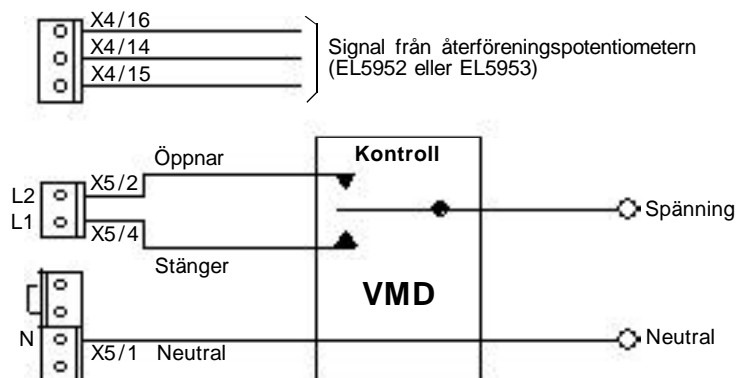 X4/16
X4/14
X4/15
Signal från återföreningspotentiometern
(EL5952 eller EL5953)
Öppnar
Kontroll
L2
X5/2
L1
X5/4
Spänning
Stänger
VMD
N
X5/1
Neutral
Neutral